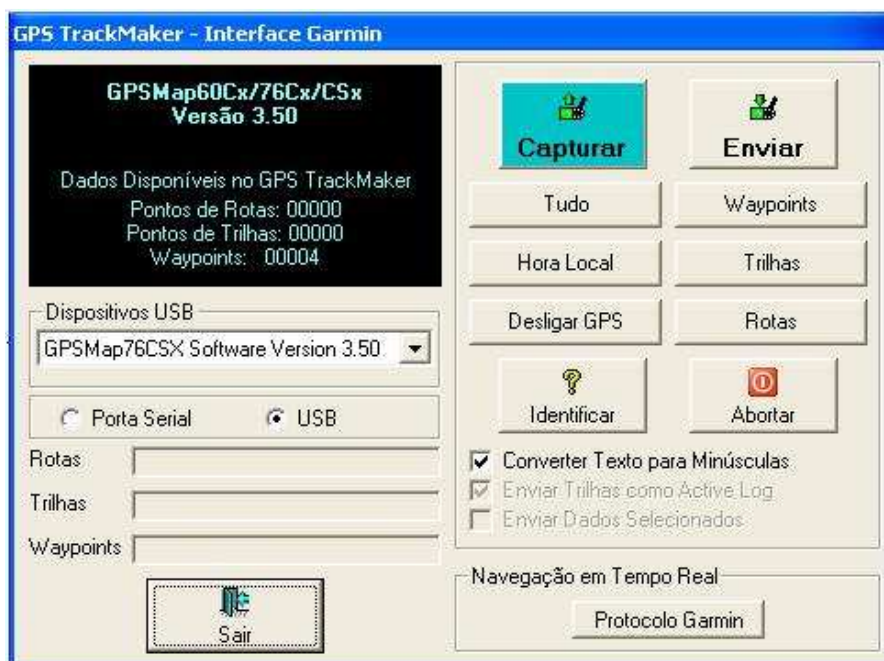 GPS TrackMaker - Interface Garmin
GPSMap60Cx/76Cx/CSx
Versão 3.50
Dados Disponíveis no GPS TrackMaker
Pontos de Rotas: 00000
Pontos de Trilhas: 00000
Waypoints: 00004
Dispositivos USB
GPSMap76CSX Software Version 3.50
Porta Serial
USB
Rotas
Trilhas
Waypoints
Sair
Capturar
Enviar
Tudo
Waypoints
Hora Local
Trilhas
Desligar GPS
Rotas
Identificar
Abortar
Converter Texto para Minúsculas
Enviar Trilhas como Active Log
Enviar Dados Selecionados
Navegação em Tempo Real
Protocolo Garmin